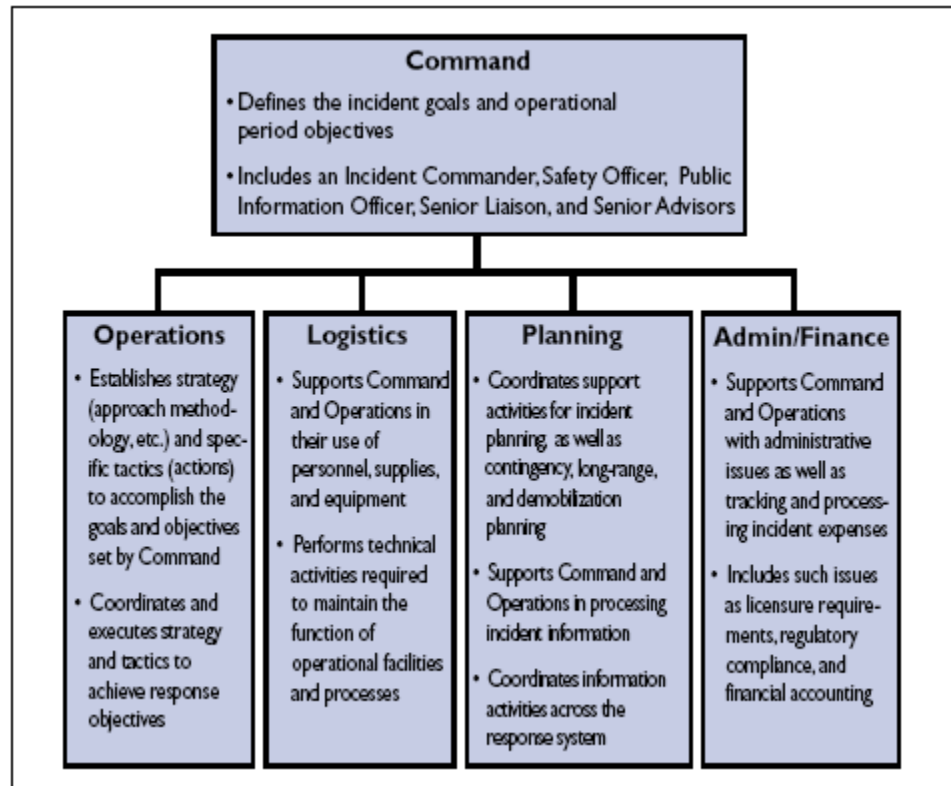 Command
• Defines the incident goals and operational
period objectives
• Includes an Incident Commander, Safety Officer, Public
Information Officer, Senior Liaison, and Senior Advisors
Operations
• Establishes strategy
(approach method-
ology, etc.) and spec-
ific tactics (actions)
to accomplish the
goals and objectives
set by Command
• Coordinates and
executes strategy
and tactics to
achieve response
objectives
Logistics
• Supports Command
and Operations in
their use of
personnel, supplies,
and equipment
• Performs technical
activities required
to maintain the
function of
operational facilities
and processes
Planning
• Coordinates support
activities for incident
planning, as well as
contingency, long-range,
and demobilization
planning
• Supports Command and
Operations in processing
incident information
• Coordinates information
activities across the
response system
Admin/Finance
• Supports Command
and Operations
with administrative
issues as well as
tracking and process-
ing incident expenses
• Includes such issues
as licensure require-
ments, regulatory
compliance, and
financial accounting